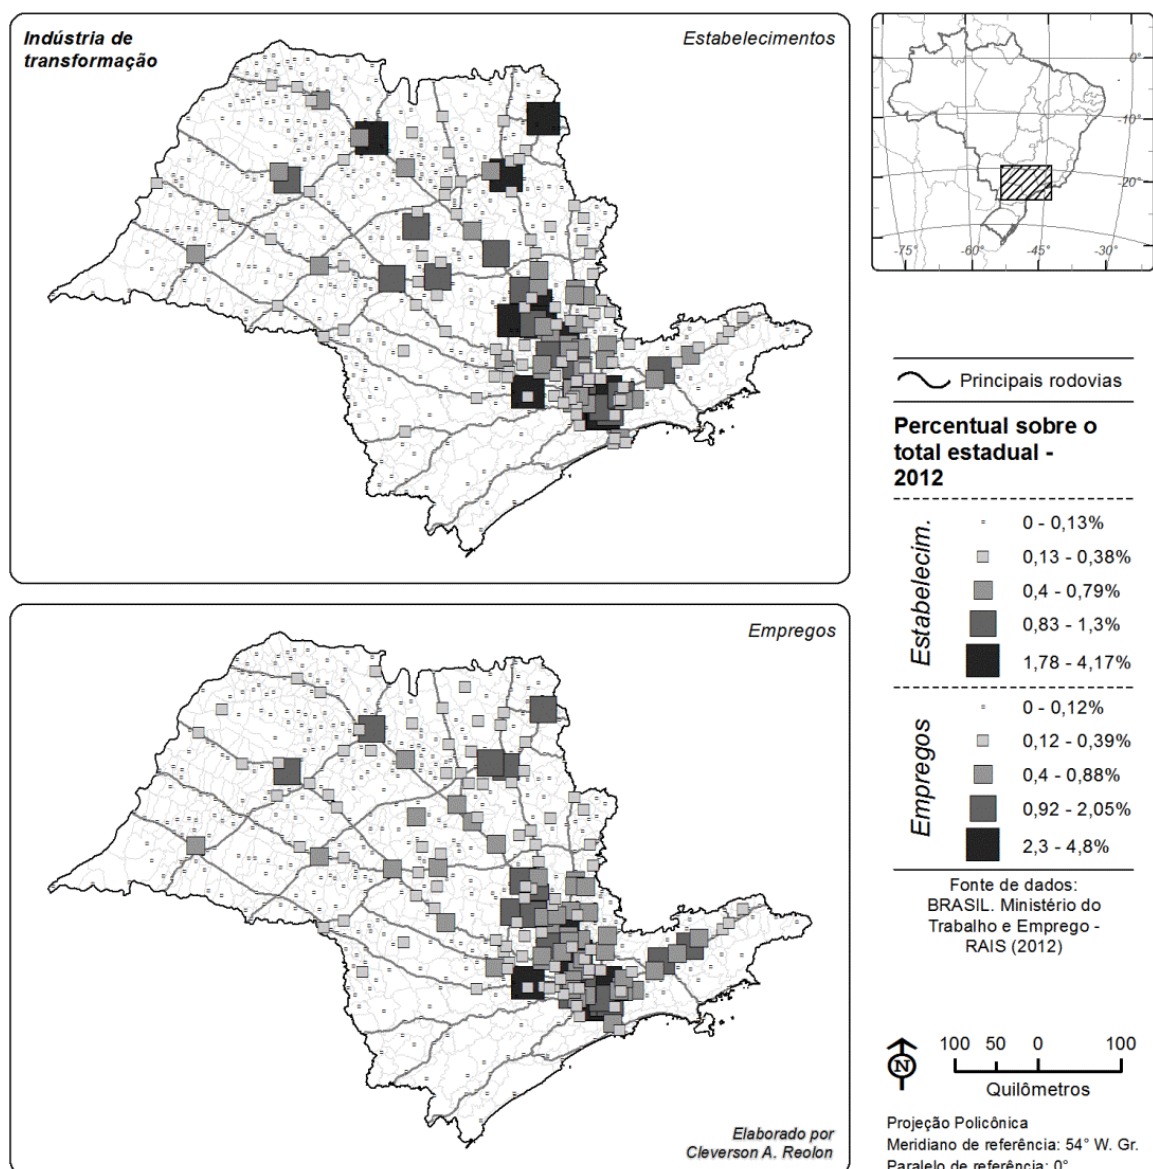 Indústria de
transformação
Estabelecimentos
0°
-10°
-20°
-75°
-60°
-45°
-30°
Principais rodovias
Percentual sobre o
total estadual -
2012
Estabelecim.
0 - 0,13%
0,13 - 0,38%
0,4 - 0,79%
0,83 - 1,3%
1,78 - 4,17%
Empregos
0 - 0,12%
0,12 - 0,39%
0,4 - 0,88%
0,92 - 2,05%
2,3 - 4,8%
Fonte de dados:
BRASIL. Ministério do
Trabalho e Emprego -
RAIS (2012)
Empregos
Elaborado por
Cleverson A. Reolon
N
100 50 0 100
Quilômetros
Projeção Policônica
Meridiano de referência: 54° W. Gr.
Paralelo de referência: 0°